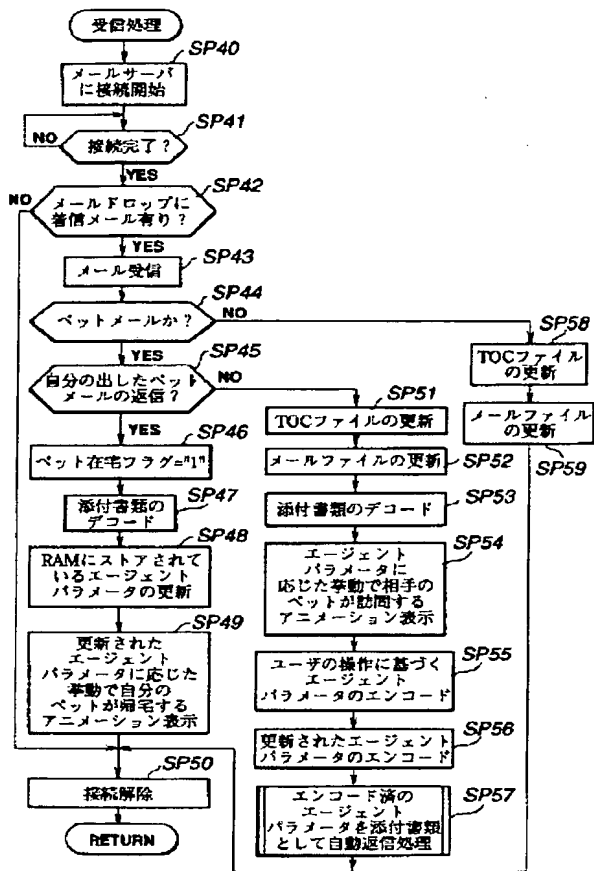 受信処理
SP40
メールサーバ
に接続開始
SP41
NO
接続完了？
YES
SP42
NO
メールドロップに
着信メール有り？
YES
SP43
メール受信
SP44
ペットメールか？
NO
YES
SP45
自分の出したペット
メールの返信？
NO
YES
SP46
ペット在宅フラグ="1"
SP47
添付書類の
デコード
SP48
RAMにストアされて
いるエージェント
パラメータの更新
SP49
更新された
エージェント
パラメータに応じた
挙動で自分の
ペットが帰宅する
アニメーション表示
SP50
接続解除
RETURN
SP51
TOCファイルの更新
メールファイルの更新
SP52
SP53
添付書類のデコード
SP54
エージェント
パラメータに
応じた挙動で相手の
ペットが訪問する
アニメーション表示
SP55
ユーザの操作に基づく
エージェント
パラメータのエンコード
SP56
更新されたエージェント
パラメータのエンコード
SP57
エンコード済の
エージェント
パラメータを添付書類
として自動返信処理
SP58
TOCファイル
の更新
メールファイル
の更新
SP59